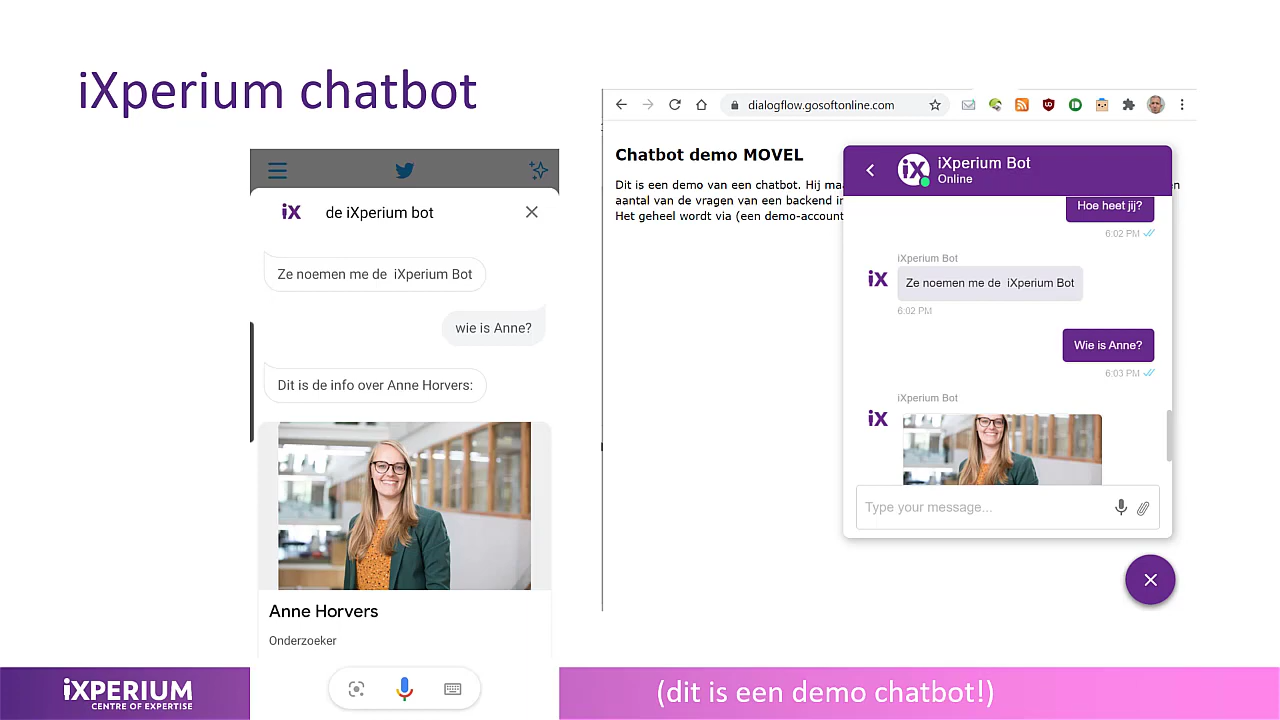 iXperium chatbot
iX de iXperium bot
Ze noemen me de iXperium Bot
wie is Anne?
Dit is de info over Anne Horvers:
Anne Horvers
Onderzoeker
dialogflow.gosoftonline.com
Chatbot demo MOVEL
Dit is een demo van een chatbot. Hij
aantal van de vragen van een backend
Het geheel wordt via (een demo-account
en
iX iXperium Bot
Online
Hoe heet jij?
6:02 PM
iXperium Bot
iX Ze noemen me de iXperium Bot
6:02 PM
Wie is Anne?
6:03 PM
iXperium Bot
iX
Type your message...
iXPERIUM
CENTRE OF EXPERTISE
(dit is een demo chatbot!)